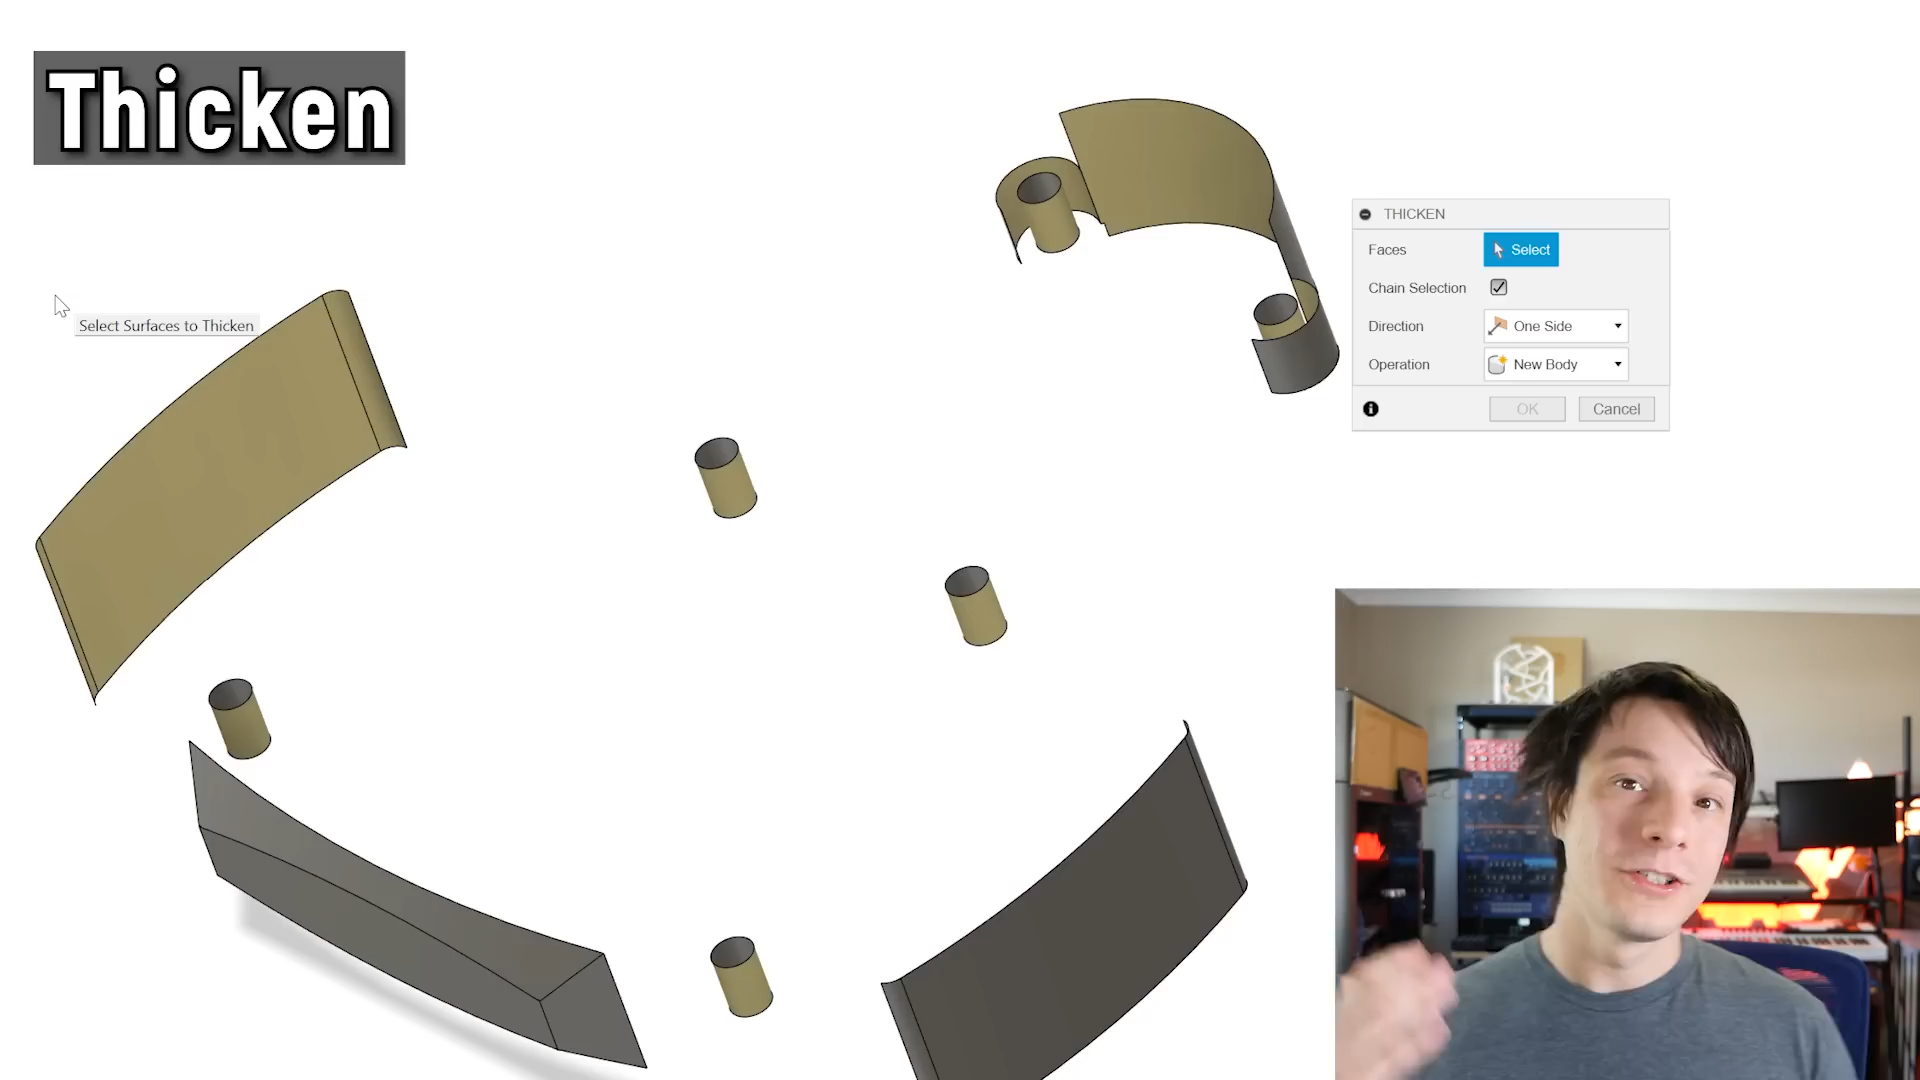 Thicken
THICKEN
Faces
Select
Chain Selection
Select Surfaces to Thicken
Direction
One Side
Operation
New Body
OK
Cancel